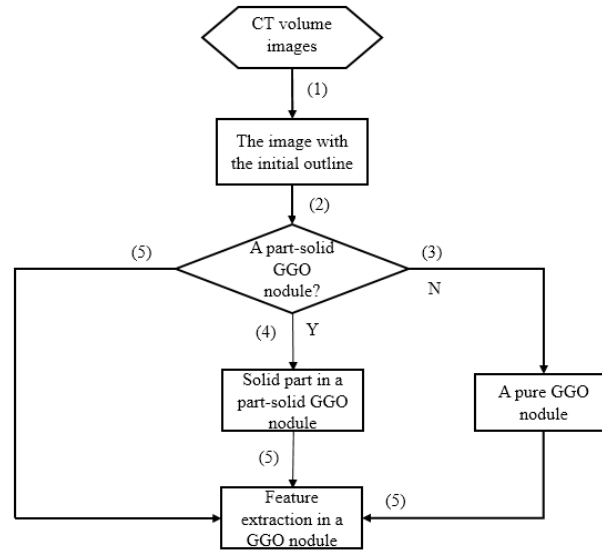 CT volume
images
(1)
The image with
the initial outline
(2)
(5)
A part-solid
GGO
nodule?
(3)
N
(4)
Y
Solid part in a
part-solid GGO
nodule
A pure GGO
nodule
(5)
(5)
Feature
extraction in a
GGO nodule